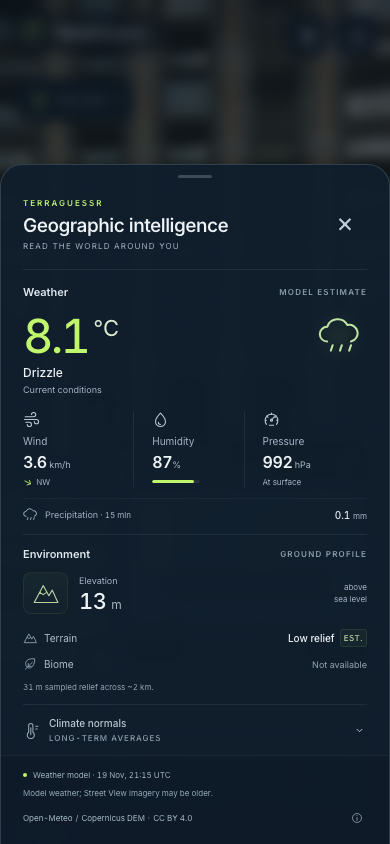 TERRAGUESSR
Geographic intelligence
READ THE WORLD AROUND YOU
Weather MODEL ESTIMATE
8.1 °C
Drizzle
Current conditions
Wind Humidity Pressure
3.6 km/h 87% 992 hPa
NW At surface
Precipitation · 15 min 0.1 mm
Environment GROUND PROFILE
Elevation
13 m
above
sea level
Terrain Low relief EST.
Biome Not available
31 m sampled relief across ~2 km.
Climate normals
LONG-TERM AVERAGES
Weather model · 19 Nov, 21:15 UTC
Model weather; Street View imagery may be older.
Open-Meteo / Copernicus DEM · CC BY 4.0